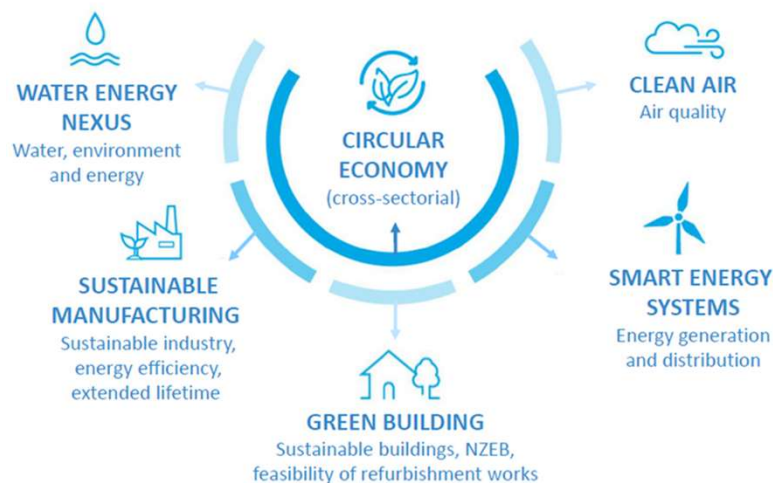 WATER ENERGY
NEXUS
Water, environment
and energy
CIRCULAR
ECONOMY
(cross-sectorial)
CLEAN AIR
Air quality
SUSTAINABLE
MANUFACTURING
Sustainable industry,
energy efficiency,
extended lifetime
SMART ENERGY
SYSTEMS
Energy generation
and distribution
GREEN BUILDING
Sustainable buildings, NZEB,
feasibility of refurbishment works